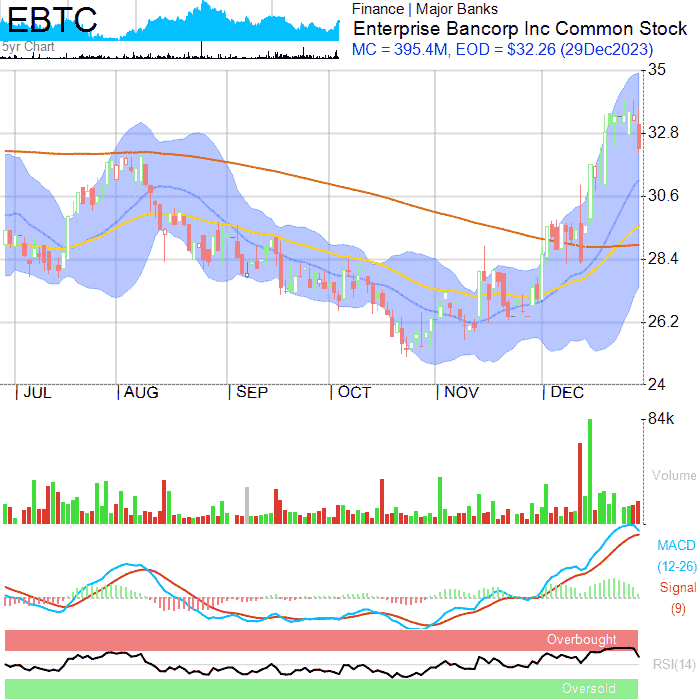 EBTC
5yr Chart
Finance | Major Banks
Enterprise Bancorp Inc Common Stock
MC = 395.4M, EOD = $32.26 (29Dec2023)
35
32.8
30.6
28.4
26.2
24
JUL AUG SEP OCT NOV DEC
84k
Volume
MACD
(12-26)
Signal
(9)
Overbought
RSI(14)
Oversold